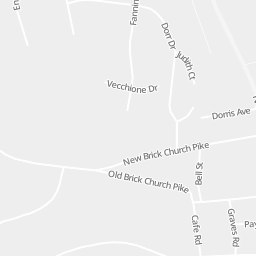 Dorr Dr
Judith Ct
Vecchione Dr
Dorris Ave
New Brick Church Pike
Old Brick Church Pike
Bell St
Cafe Rd
Graves Rd